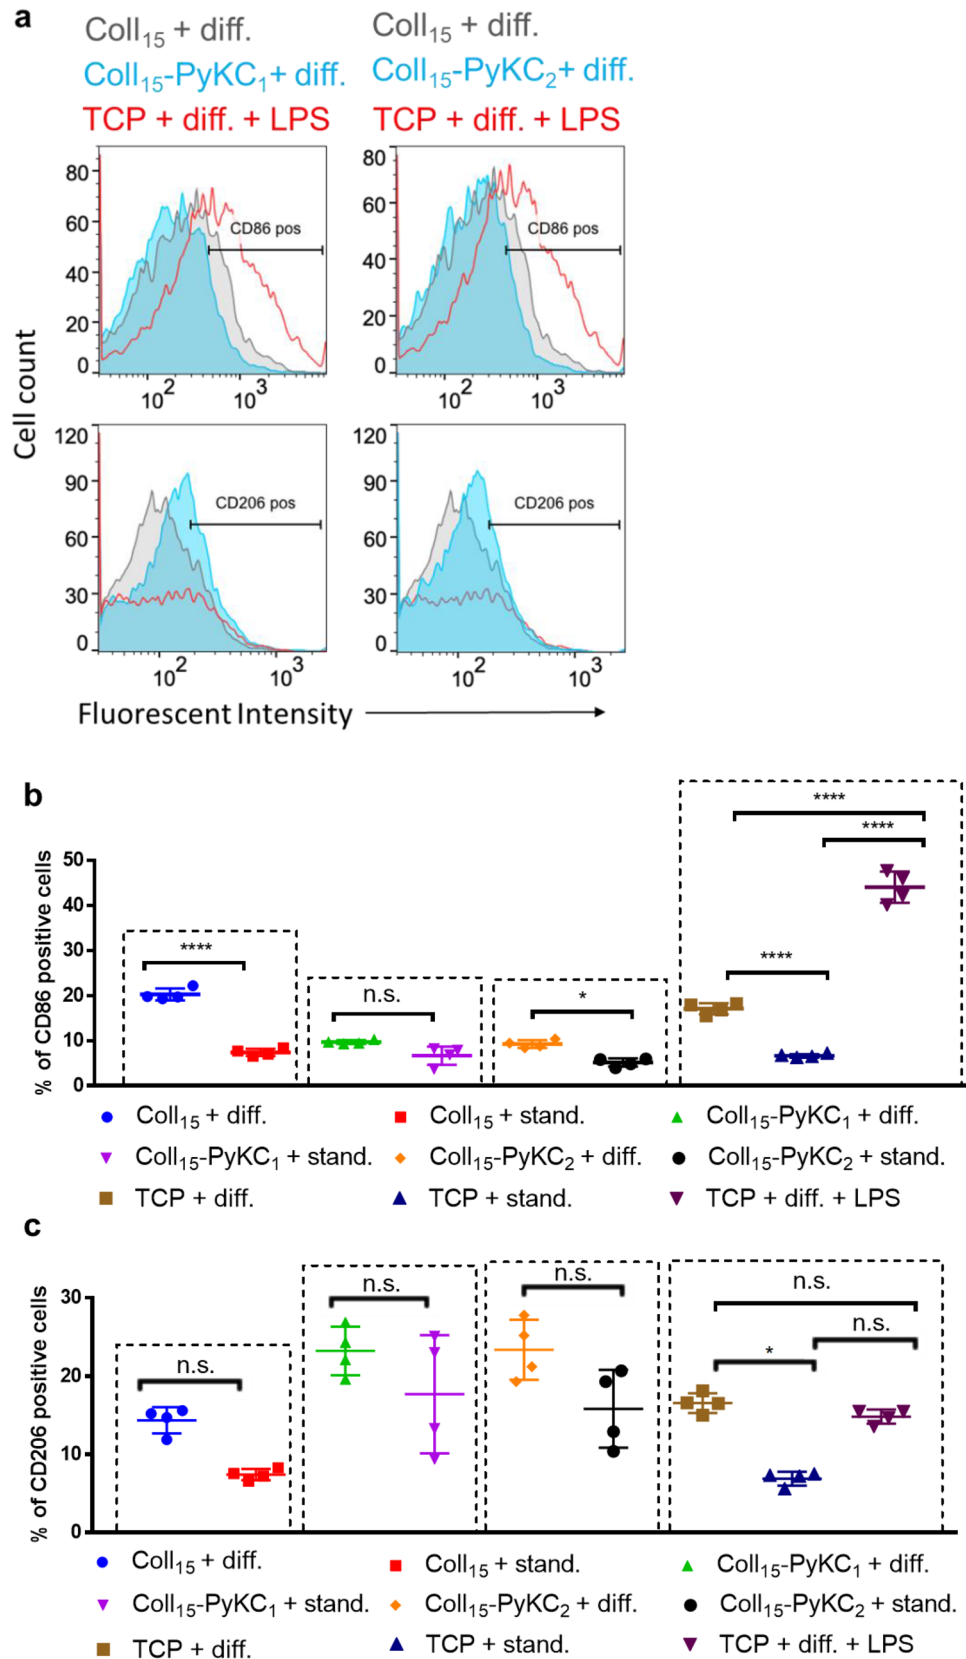 a
Coll15 + diff.
Coll15-PyKC1+ diff.
TCP + diff. + LPS
Coll15 + diff.
Coll15-PyKC2+ diff.
TCP + diff. + LPS
Cell count
80
60
40
20
0
CD86 pos
10^2 10^3
80
60
40
20
0
CD86 pos
10^2 10^3
120
90
60
30
0
CD206 pos
10^2 10^3
120
90
60
30
0
CD206 pos
10^2 10^3
Fluorescent Intensity
b
% of CD86 positive cells
50
40
30
20
10
0
****
n.s.
*
****
****
****
Coll15 + diff. Coll15 + stand. Coll15-PyKC1 + diff.
Coll15-PyKC1 + stand. Coll15-PyKC2 + diff. Coll15-PyKC2 + stand.
TCP + diff. TCP + stand. TCP + diff. + LPS
c
% of CD206 positive cells
30
20
10
0
n.s.
n.s.
n.s.
n.s.
n.s.
*
Coll15 + diff. Coll15 + stand. Coll15-PyKC1 + diff.
Coll15-PyKC1 + stand. Coll15-PyKC2 + diff. Coll15-PyKC2 + stand.
TCP + diff. TCP + stand. TCP + diff. + LPS